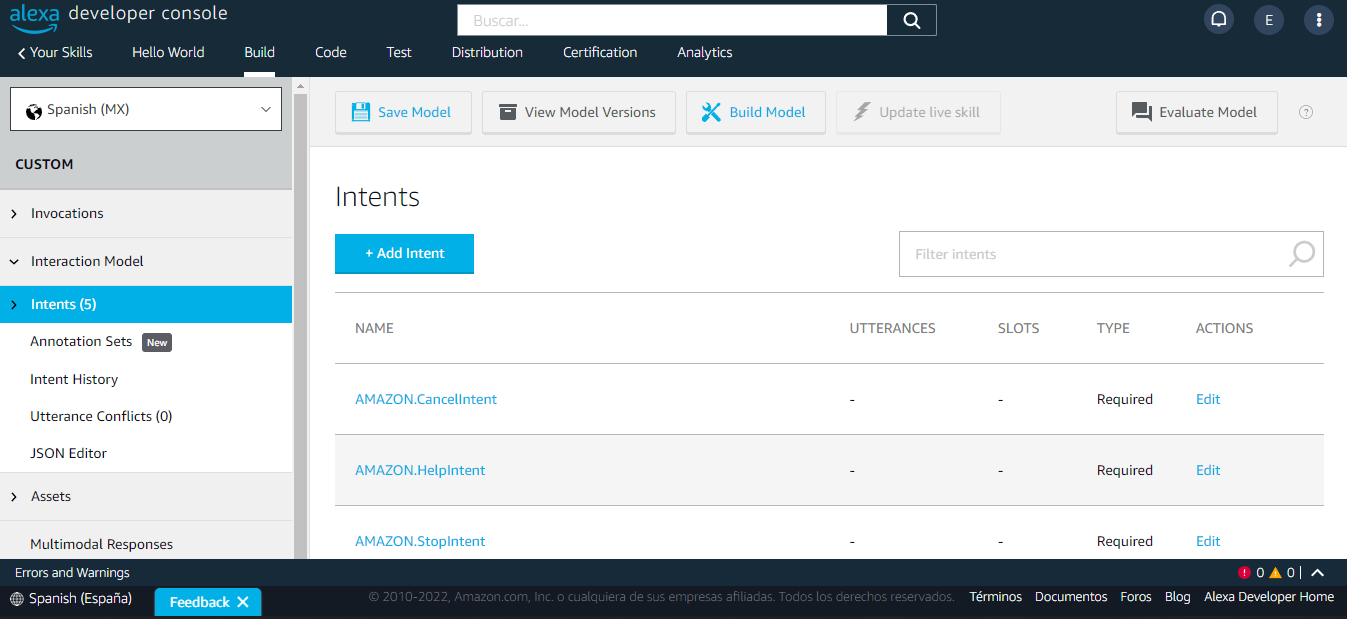 alexa developer console
Buscar...
E
Your Skills
Hello World
Build
Code
Test
Distribution
Certification
Analytics
Spanish (MX)
CUSTOM
Invocations
Interaction Model
Intents (5)
Annotation Sets New
Intent History
Utterance Conflicts (0)
JSON Editor
Assets
Multimodal Responses
Save Model
View Model Versions
Build Model
Update live skill
Evaluate Model
?
Intents
+ Add Intent
Filter intents
NAME UTTERANCES SLOTS TYPE ACTIONS
AMAZON.CancelIntent - - Required Edit
AMAZON.HelpIntent - - Required Edit
AMAZON.StopIntent - - Required Edit
Errors and Warnings
! 0 0 |
Spanish (España)
Feedback
© 2010-2022, Amazon.com, Inc. o cualquiera de sus empresas afiliadas. Todos los derechos reservados.
Términos Documentos Foros Blog Alexa Developer Home